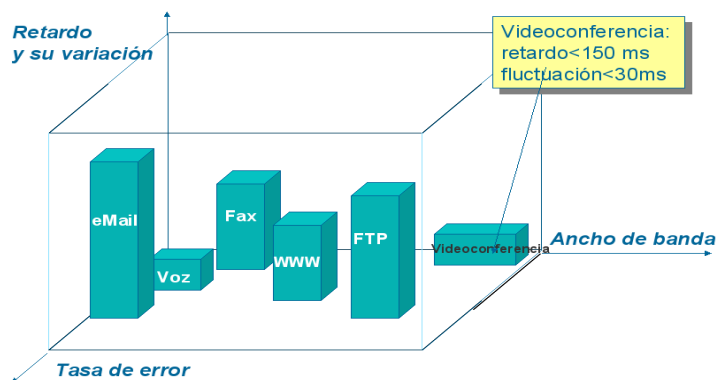 Retardo
y su variación
Videoconferencia:
retardo<150 ms
fluctuación<30ms
eMail
Voz
Fax
WWW
FTP
Videoconferencia
Ancho de banda
Tasa de error